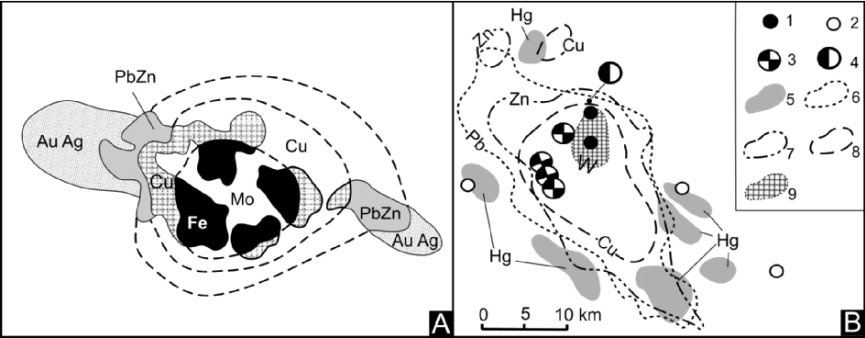 PbZn
Au Ag
Cu
Cu
Mo
Fe
PbZn
Au Ag
A
Hg
Zn
Cu
Zn
Pb
Cu
Hg
Hg
0 5 10 km
B
1 2
3 4
5 6
7 8
9